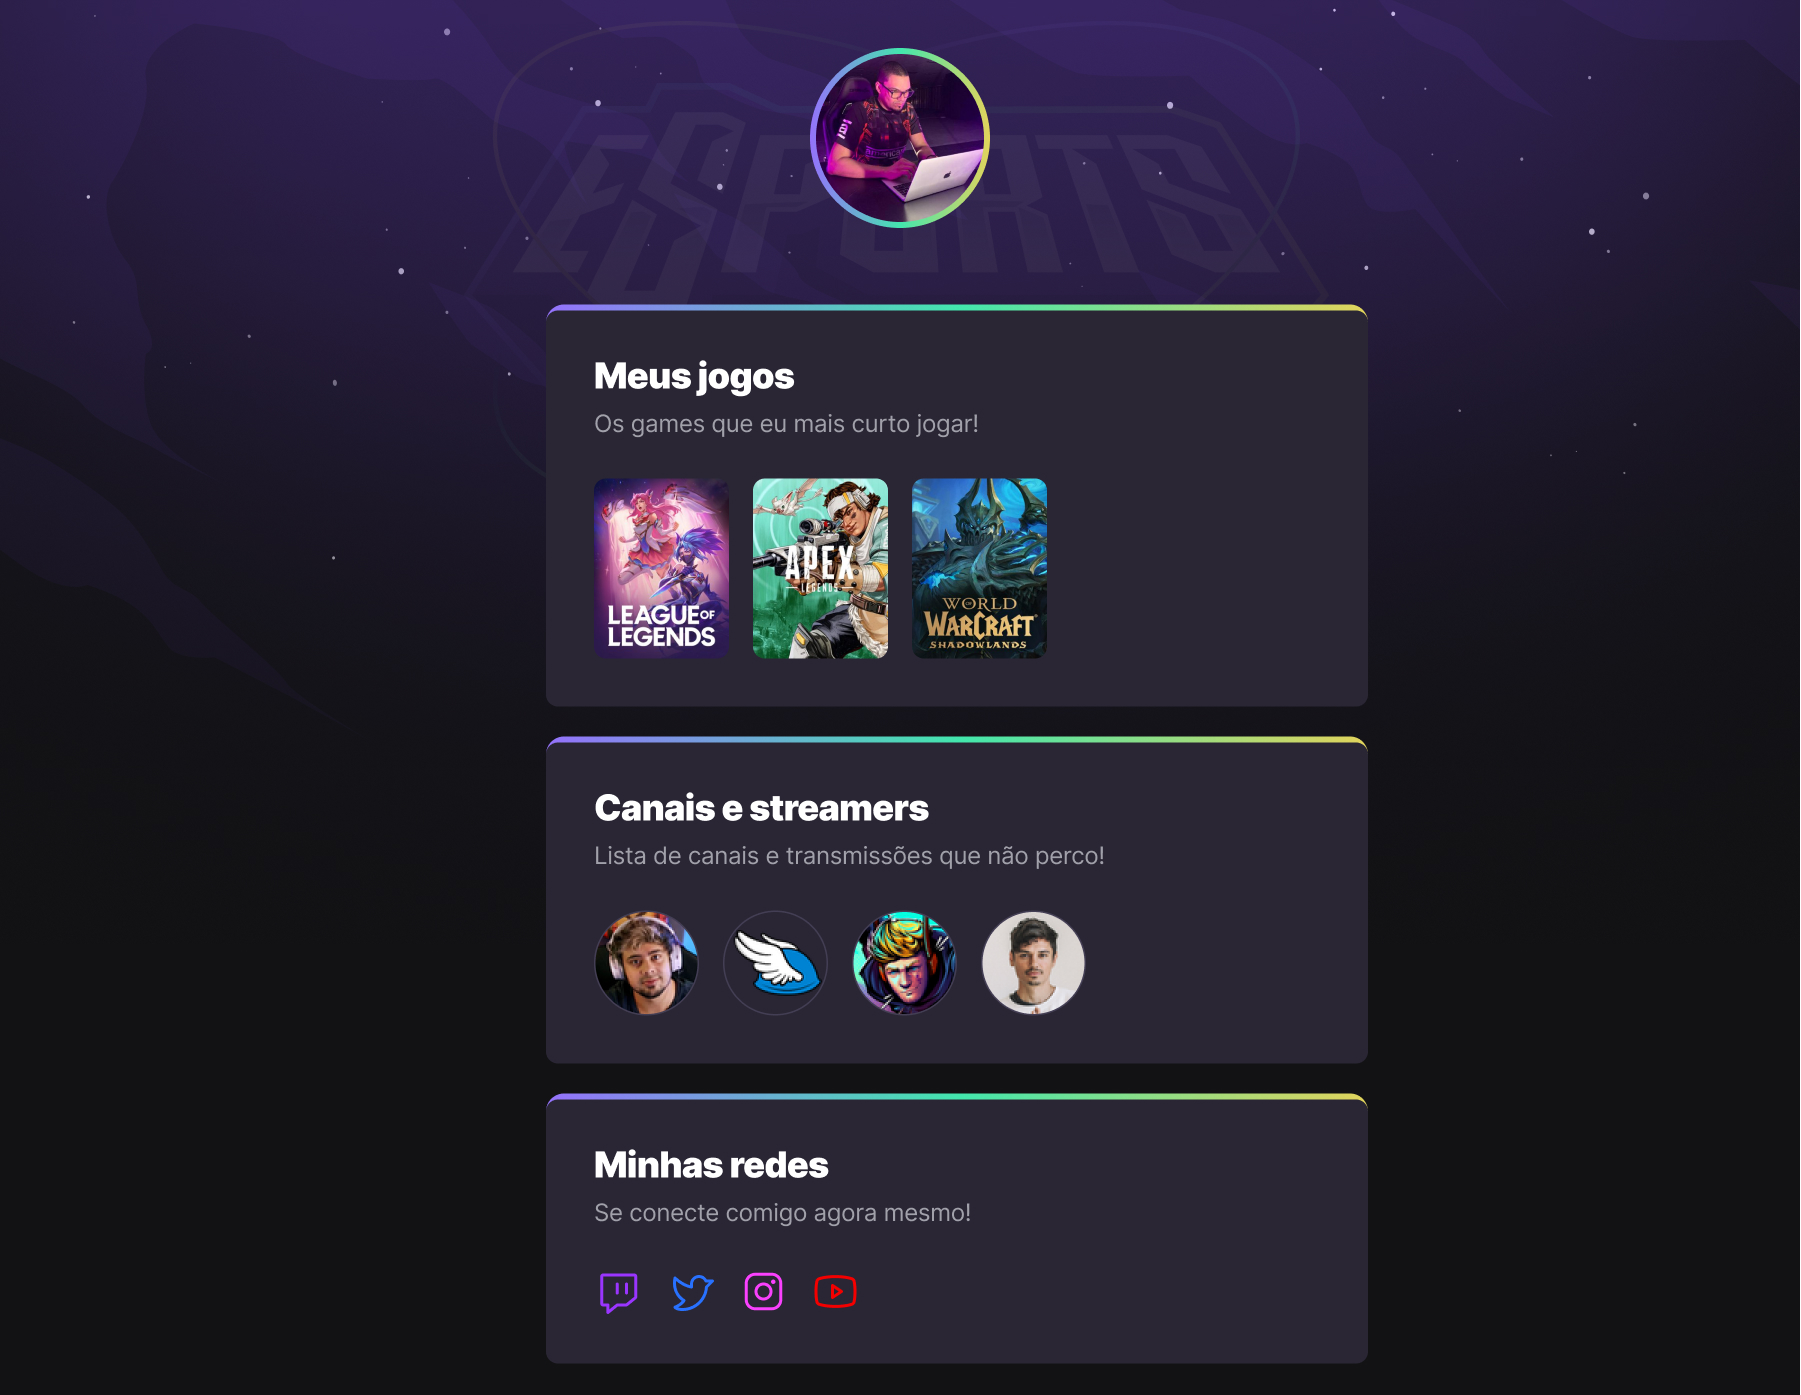 ESPORTS
Meus jogos
Os games que eu mais curto jogar!
LEAGUE OF
LEGENDS
APEX
LEGENDS
WORLD
OF
WARCRAFT
SHADOWLANDS
Canais e streamers
Lista de canais e transmissões que não perco!
Minhas redes
Se conecte comigo agora mesmo!